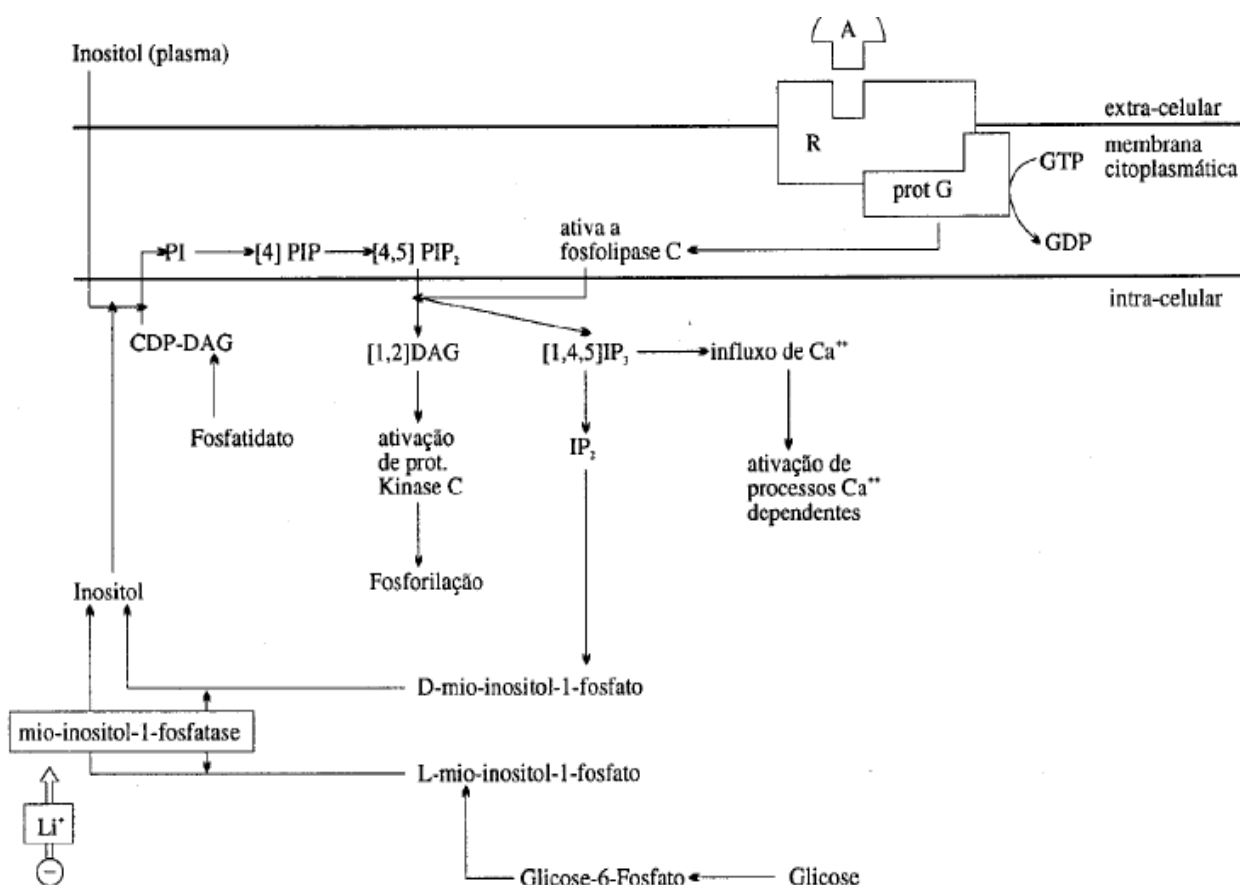 A
Inositol (plasma)
extra-celular
R
membrana
citoplasmática
GTP
prot G
ativa a
fosfolipase C
GDP
PI
[4] PIP
[4,5] PIP₂
intra-celular
CDP-DAG
[1,2]DAG
[1,4,5]IP₃
influxo de Ca⁺⁺
Fosfatidato
ativação
de prot.
Kinase C
IP₂
ativação de
processos Ca⁺⁺
dependentes
Inositol
Fosforilação
D-mio-inositol-1-fosfato
mio-inositol-1-fosfatase
L-mio-inositol-1-fosfato
Li⁺
−
Glicose-6-Fosfato
Glicose